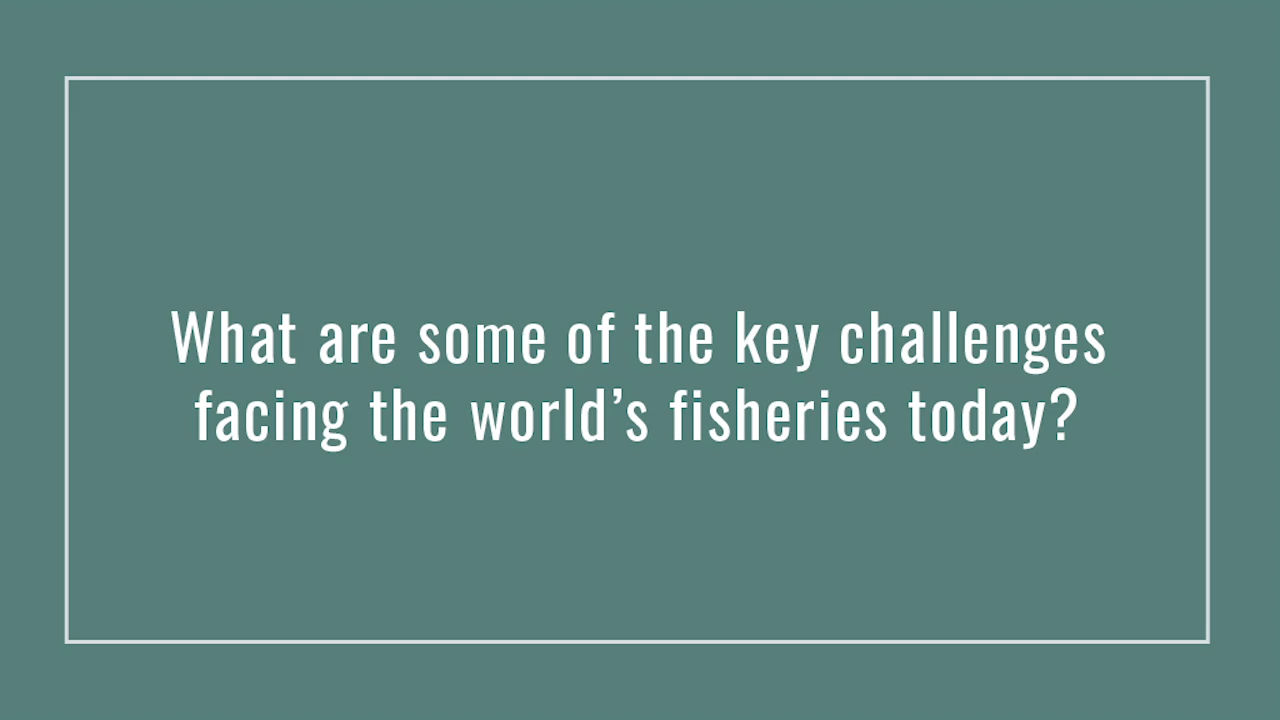 What are some of the key challenges
facing the world’s fisheries today?